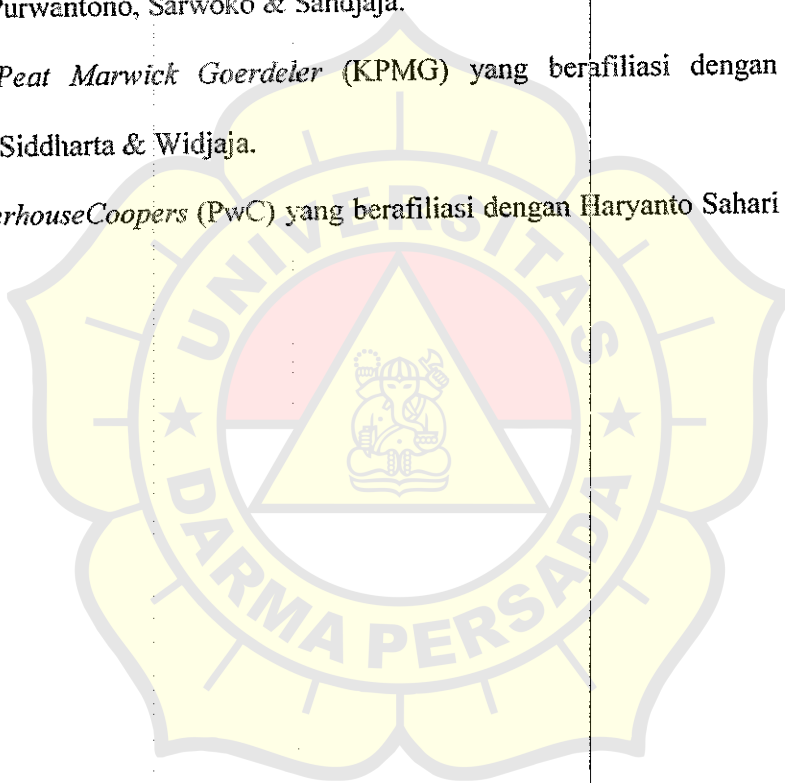 Purwantono, Sarwoko & Sandjaja.
Peat Marwick Goerdeler (KPMG) yang berafiliasi dengan
Siddharta & Widjaja.
erhouseCoopers (PwC) yang berafiliasi dengan Haryanto Sahari
UNIVERSITAS
DARMA PERSADA